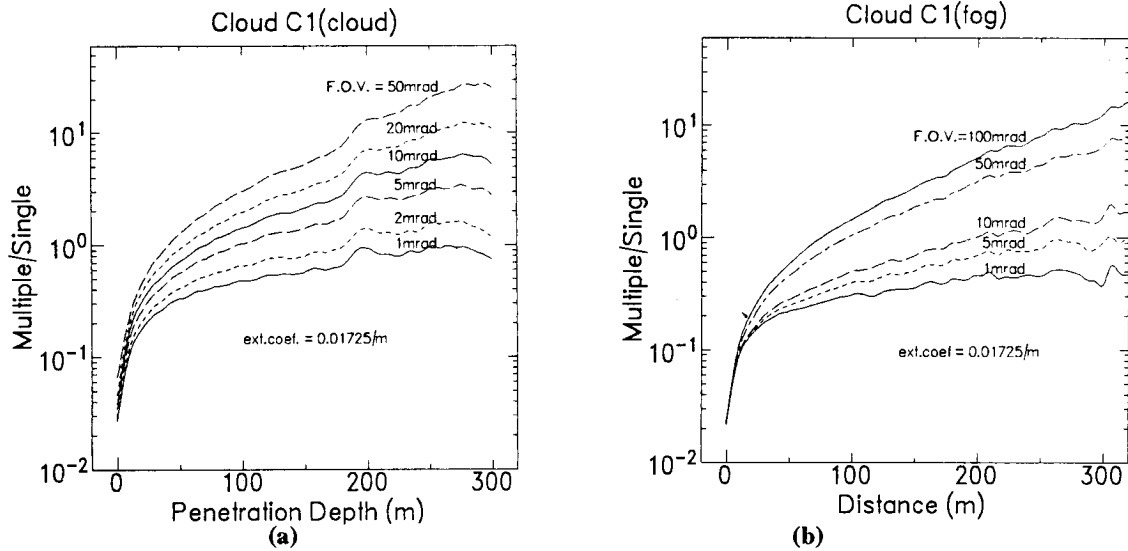 Cloud C1(cloud)
Multiple/Single
10^1
10^0
10^-1
10^-2
F.O.V. = 50mrad
20mrad
10mrad
5mrad
2mrad
1mrad
ext.coef. = 0.01725/m
0 100 200 300
Penetration Depth (m)
(a)
Cloud C1(fog)
Multiple/Single
10^1
10^0
10^-1
10^-2
F.O.V.=100mrad
50mrad
10mrad
5mrad
1mrad
ext.coef = 0.01725/m
0 100 200 300
Distance (m)
(b)